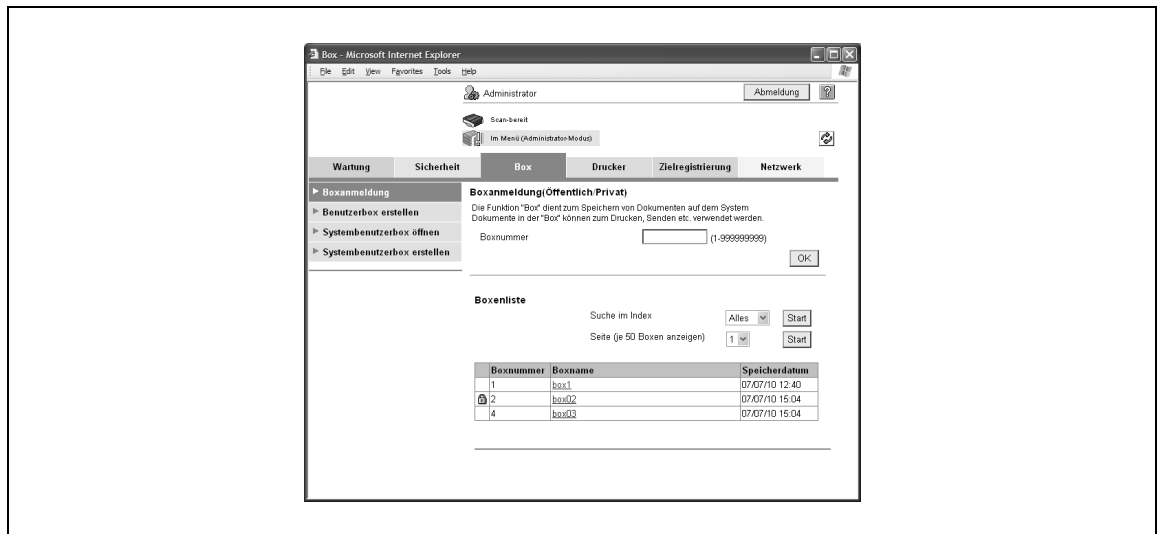 Box - Microsoft Internet Explorer
File Edit View Favorites Tools Help
Administrator Abmeldung ?
Scan-bereit
Im Menü (Administrator-Modus)
Wartung Sicherheit Box Drucker Zielregistrierung Netzwerk
Boxanmeldung
Benutzerbox erstellen
Systembenutzerbox öffnen
Systembenutzerbox erstellen
Boxanmeldung(Öffentlich/Privat)
Die Funktion "Box" dient zum Speichern von Dokumenten auf dem System
Dokumente in der "Box" können zum Drucken, Senden etc. verwendet werden.
Boxnummer (1-999999999)
OK
Boxenliste
Suche im Index Alles Start
Seite (je 50 Boxen anzeigen) 1 Start
Boxnummer Boxname Speicherdatum
1 box1 07/07/10 12:40
2 box02 07/07/10 15:04
4 box03 07/07/10 15:04